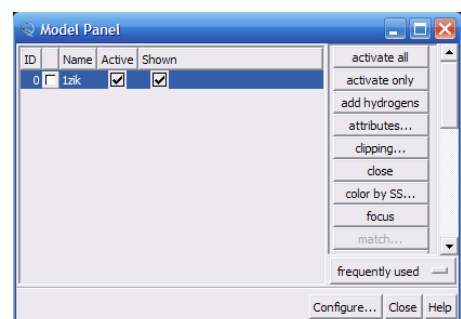 Model Panel
ID Name Active Shown
0 1zik
activate all
activate only
add hydrogens
attributes...
clipping...
close
color by SS...
focus
match...
frequently used
Configure... Close Help